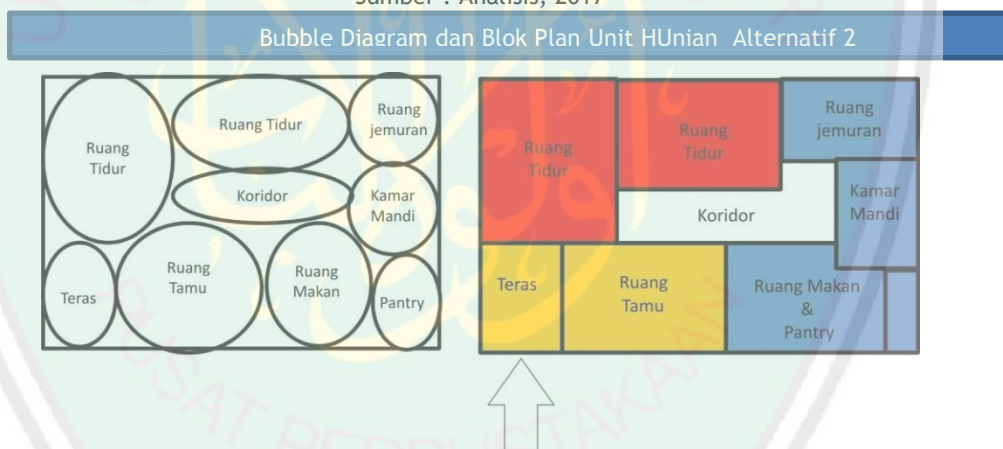 Sumber : Analisis, 2017
Bubble Diagram dan Blok Plan Unit HUnian Alternatif 2
Ruang
Tidur
Ruang Tidur
Ruang
jemuran
Koridor
Kamar
Mandi
Teras
Ruang
Tamu
Ruang
Makan
Pantry
Ruang
Tidur
Ruang
Tidur
Ruang
jemuran
Koridor
Kamar
Mandi
Teras
Ruang
Tamu
Ruang Makan
&
Pantry
PUSAT PERPUSTAKAAN